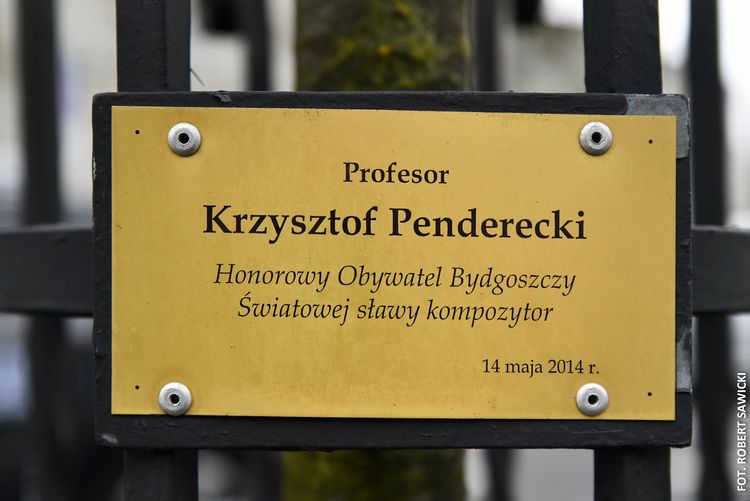 Profesor
Krzysztof Penderecki
Honorowy Obywatel Bydgoszczy
Światowej sławy kompozytor
14 maja 2014 r.
FOT. ROBERT SAWICKI